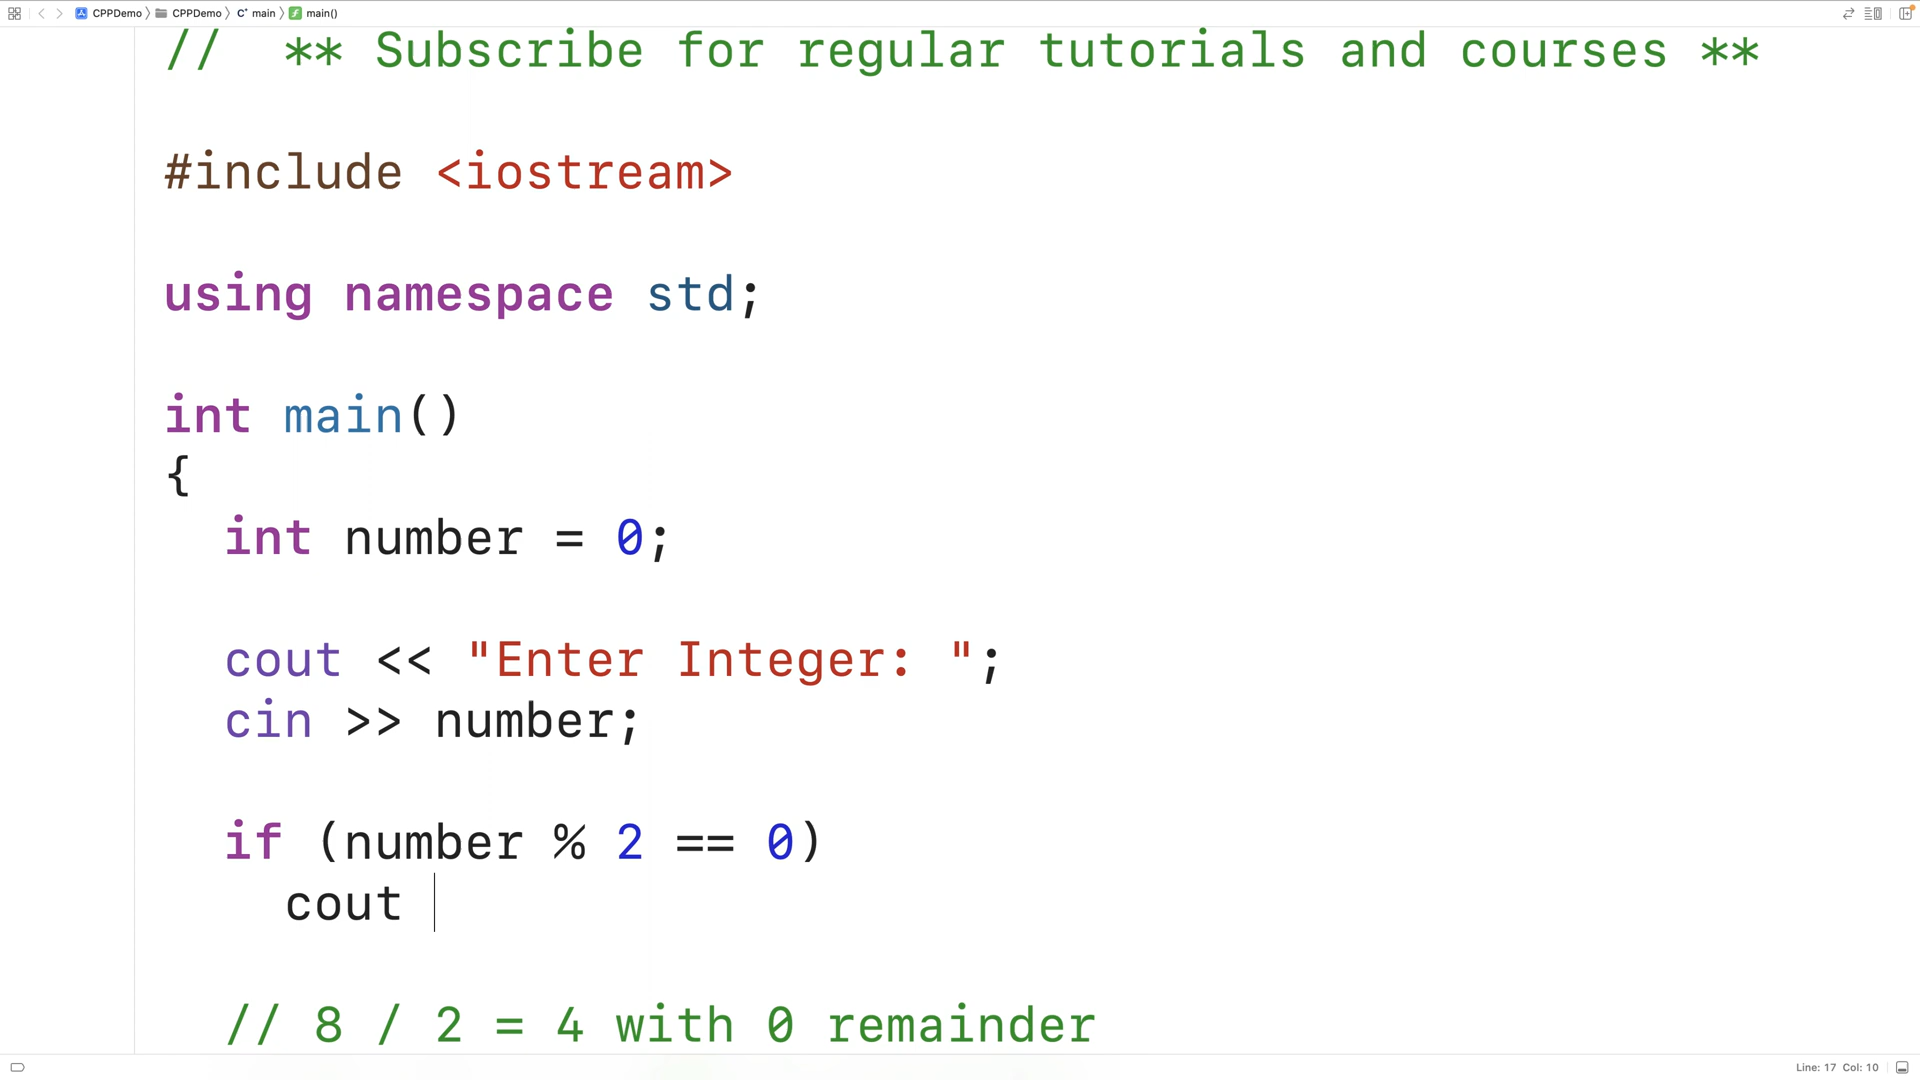 CPPDemo 〉 CPPDemo 〉 C⁺ main 〉 f main()
// ** Subscribe for regular tutorials and courses **
#include <iostream>
using namespace std;
int main()
{
int number = 0;
cout << "Enter Integer: ";
cin >> number;
if (number % 2 == 0)
cout
// 8 / 2 = 4 with 0 remainder
Line: 17 Col: 10